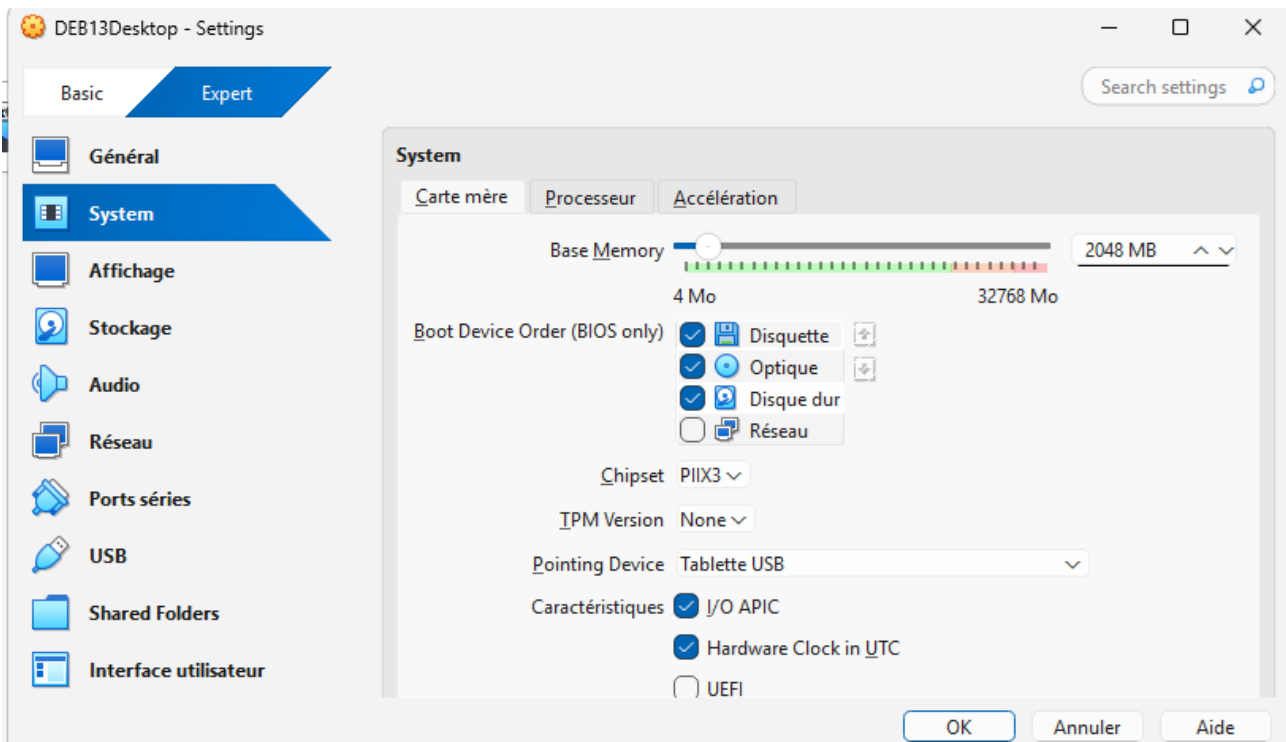 DEB13Desktop - Settings
Basic
Expert
Search settings
Général
System
Affichage
Stockage
Audio
Réseau
Ports séries
USB
Shared Folders
Interface utilisateur
System
Carte mère
Processeur
Accélération
Base Memory
2048 MB
4 Mo
32768 Mo
Boot Device Order (BIOS only)
Disquette
Optique
Disque dur
Réseau
Chipset
PIIX3
TPM Version
None
Pointing Device
Tablette USB
Caractéristiques
I/O APIC
Hardware Clock in UTC
UEFI
OK
Annuler
Aide